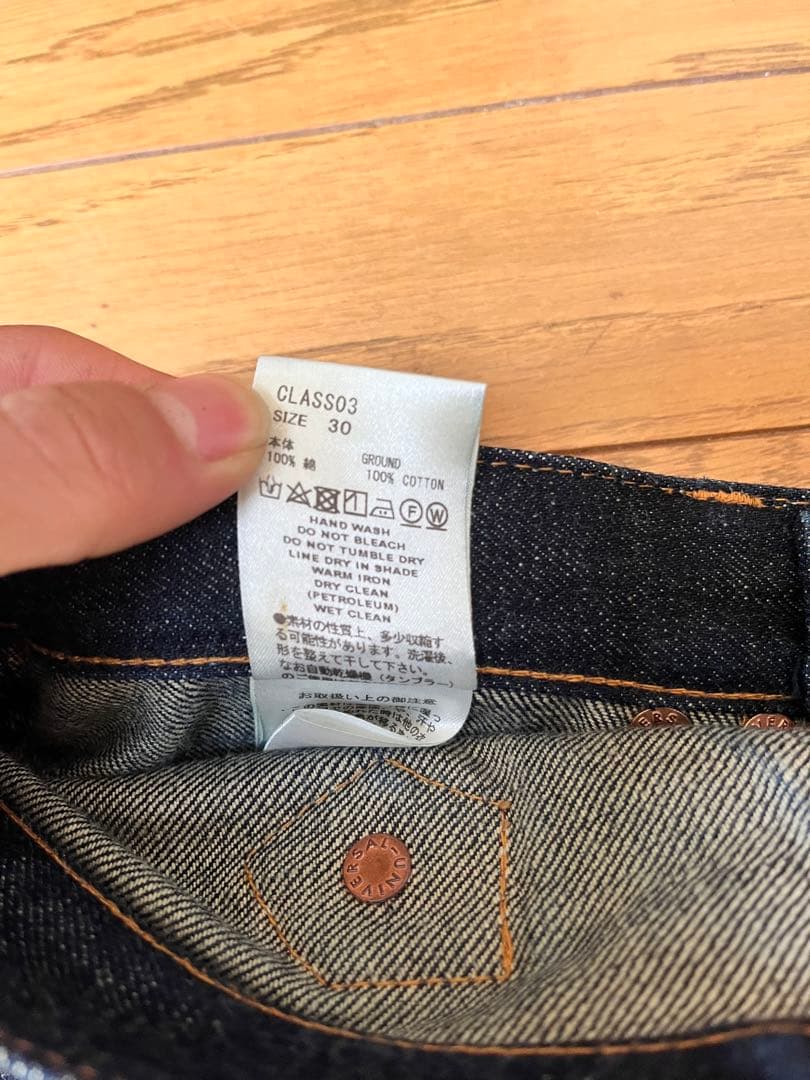 CLASS03
SIZE 30
本体
100% 綿
GROUND
100% COTTON
F W
HAND WASH
DO NOT BLEACH
DO NOT TUMBLE DRY
LINE DRY IN SHADE
WARM IRON
DRY CLEAN
(PETROLEUM)
WET CLEAN
●素材の性質上、多少収縮す
る可能性があります。洗濯後、
形を整えて干して下さい。
なお自動乾燥機(タンブラー)
お取扱い上の御注意
UNIVERSAL-